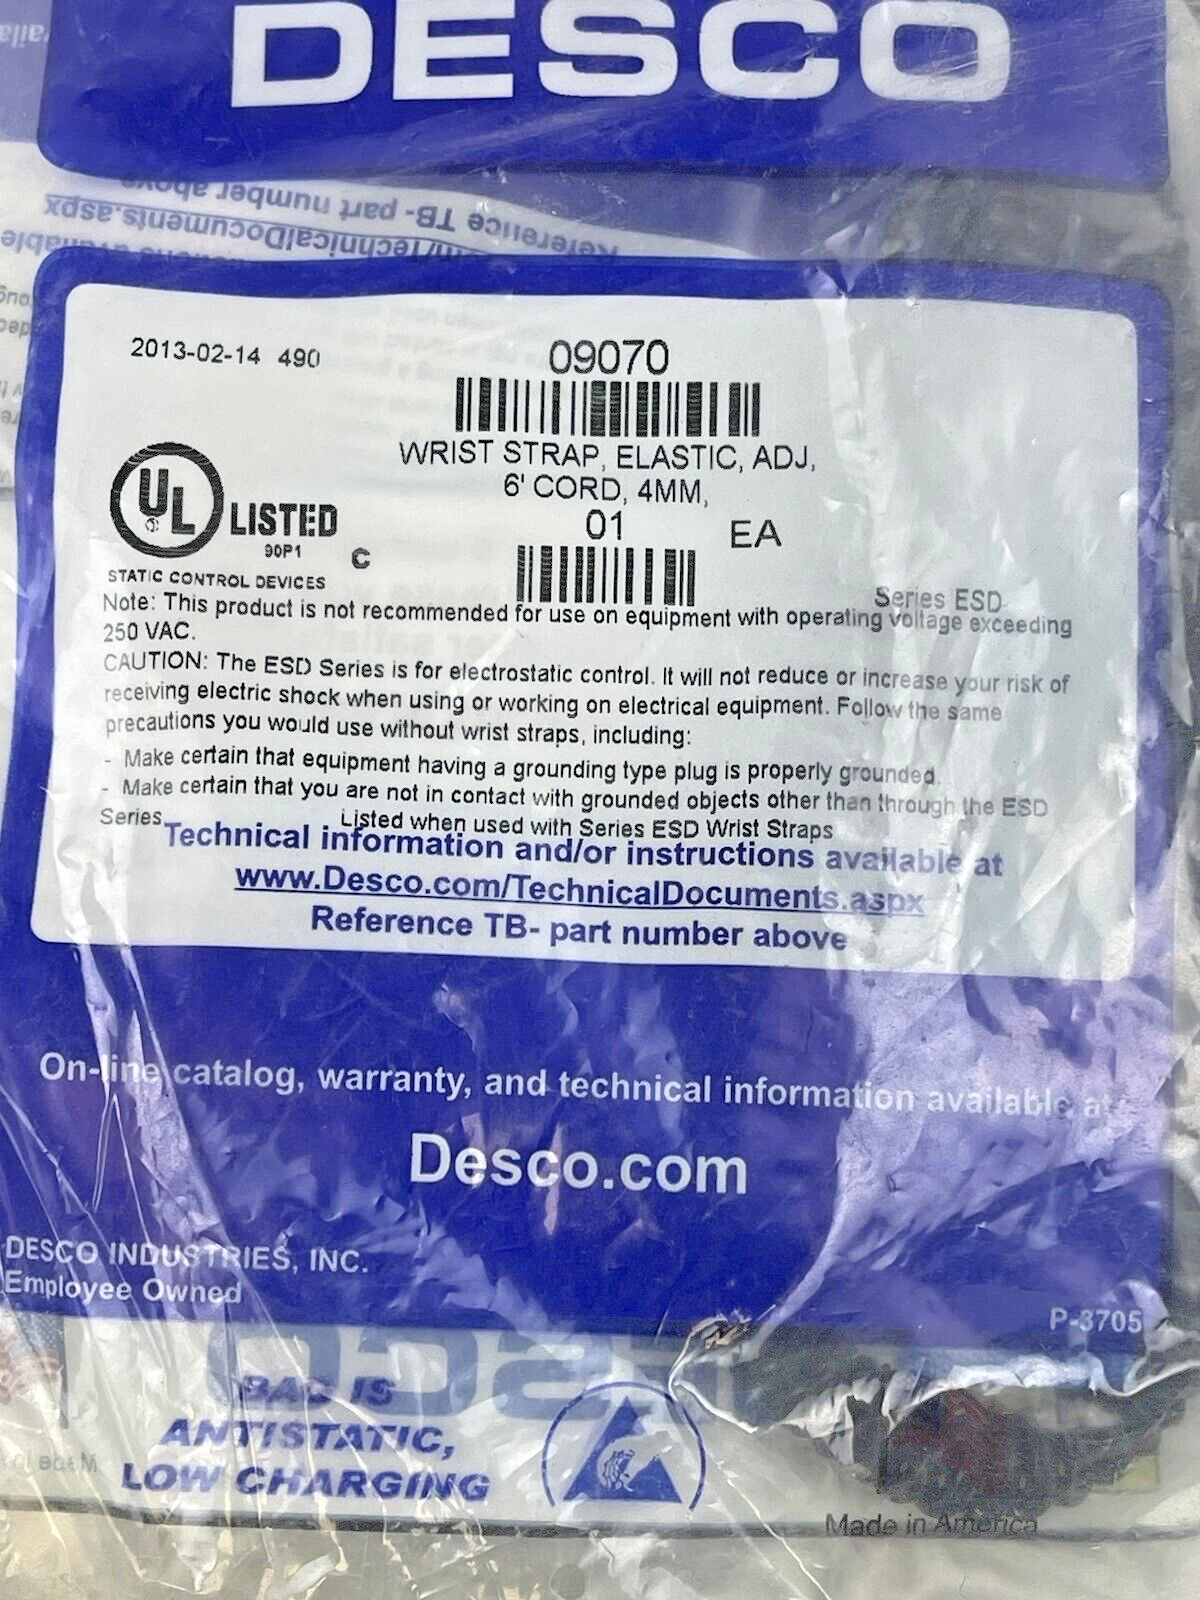 DESCO
Reference TB- part number above
2013-02-14 490
09070
WRIST STRAP, ELASTIC, ADJ,
6' CORD, 4MM,
01 EA
UL LISTED
90P1
C
STATIC CONTROL DEVICES
Series ESD
Note: This product is not recommended for use on equipment with operating voltage exceeding
250 VAC.
CAUTION: The ESD Series is for electrostatic control. It will not reduce or increase your risk of
receiving electric shock when using or working on electrical equipment. Follow the same
precautions you would use without wrist straps, including:
- Make certain that equipment having a grounding type plug is properly grounded.
- Make certain that you are not in contact with grounded objects other than through the ESD
Series Listed when used with Series ESD Wrist Straps
Technical information and/or instructions available at
www.Desco.com/TechnicalDocuments.aspx
Reference TB- part number above
On-line catalog, warranty, and technical information available at
Desco.com
DESCO INDUSTRIES, INC.
Employee Owned
P-3705
BAG IS
ANTISTATIC,
LOW CHARGING
Made in America